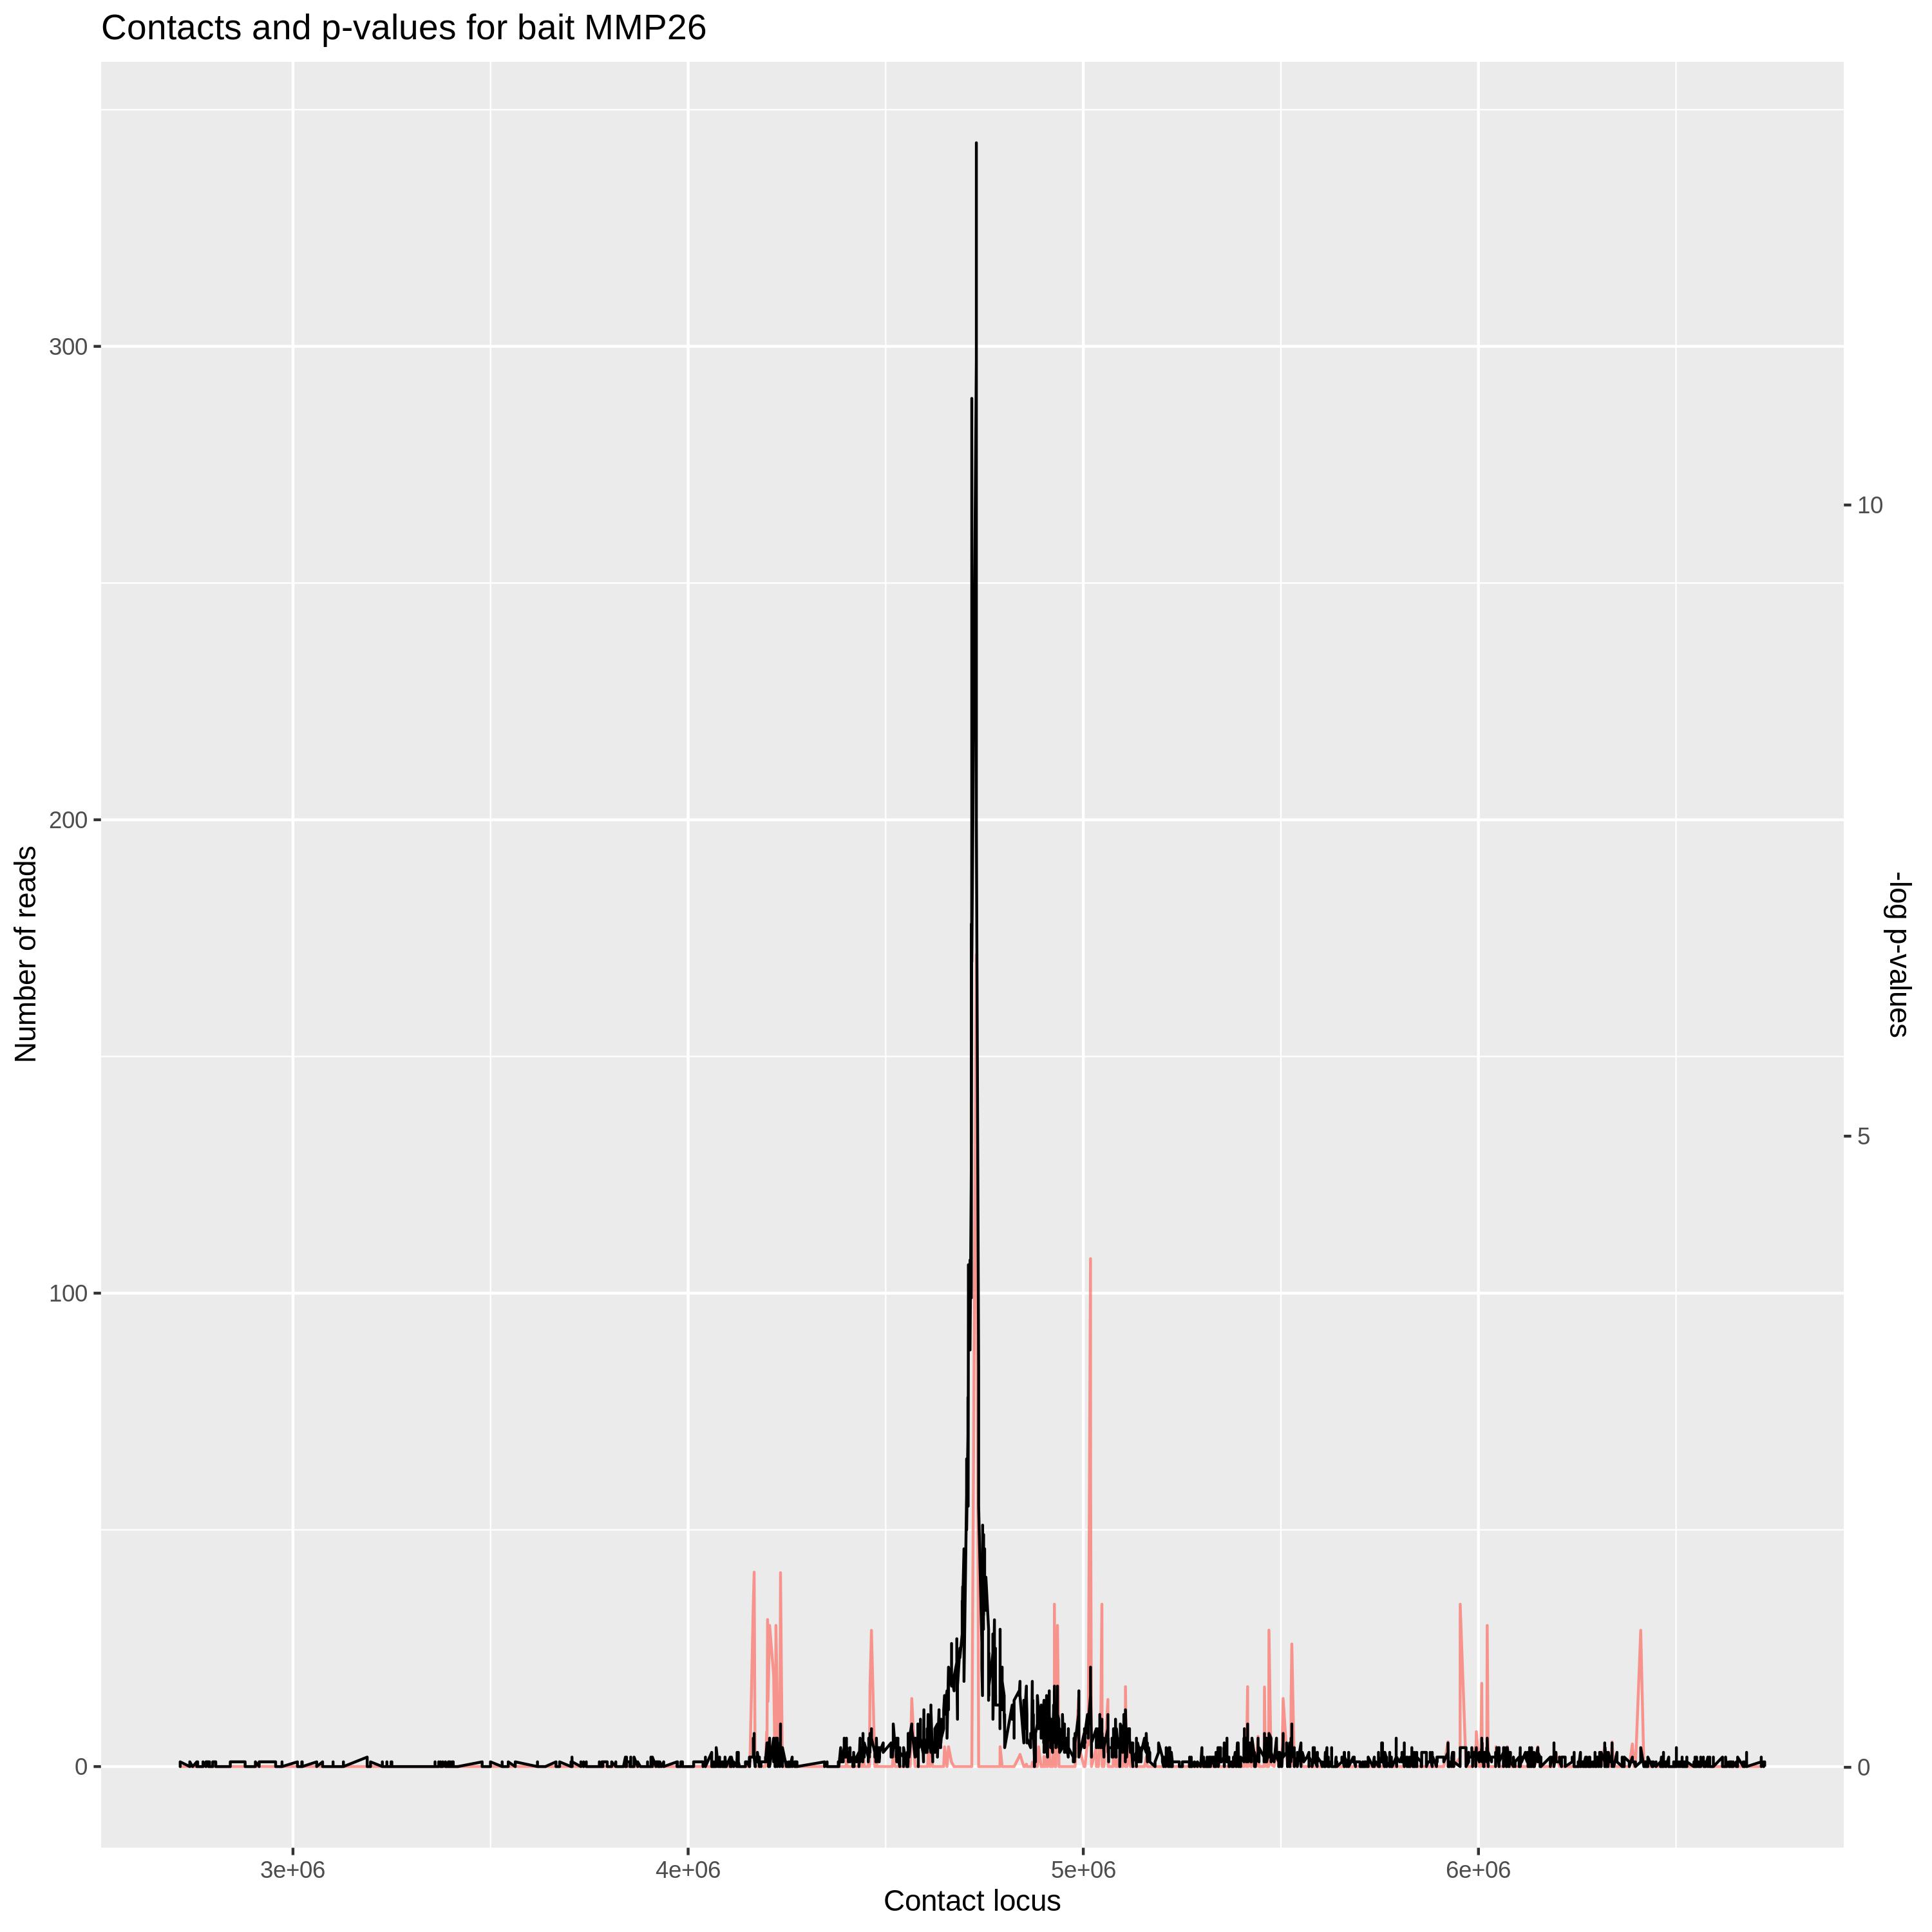 Contacts and p-values for bait MMP26
300
200
100
0
Number of reads
10
5
0
-log p-values
3e+06
4e+06
5e+06
6e+06
Contact locus